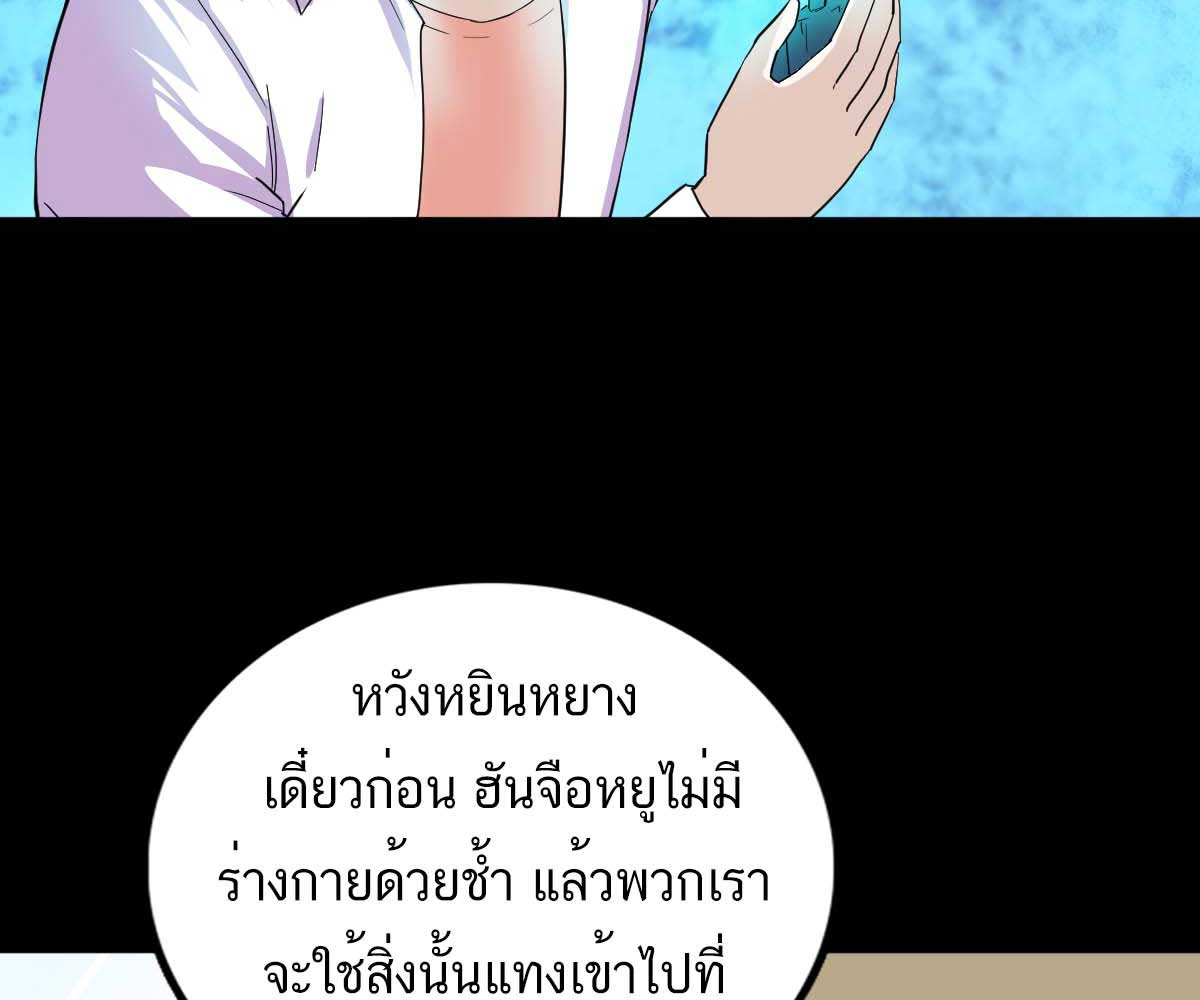 หวังหยินหยาง
เดี๋ยวก่อน ฮันจือหยูไม่มี
ร่างกายด้วยซ้ำ แล้วพวกเรา
จะใช้สิ่งนั้นแทงเข้าไปที่